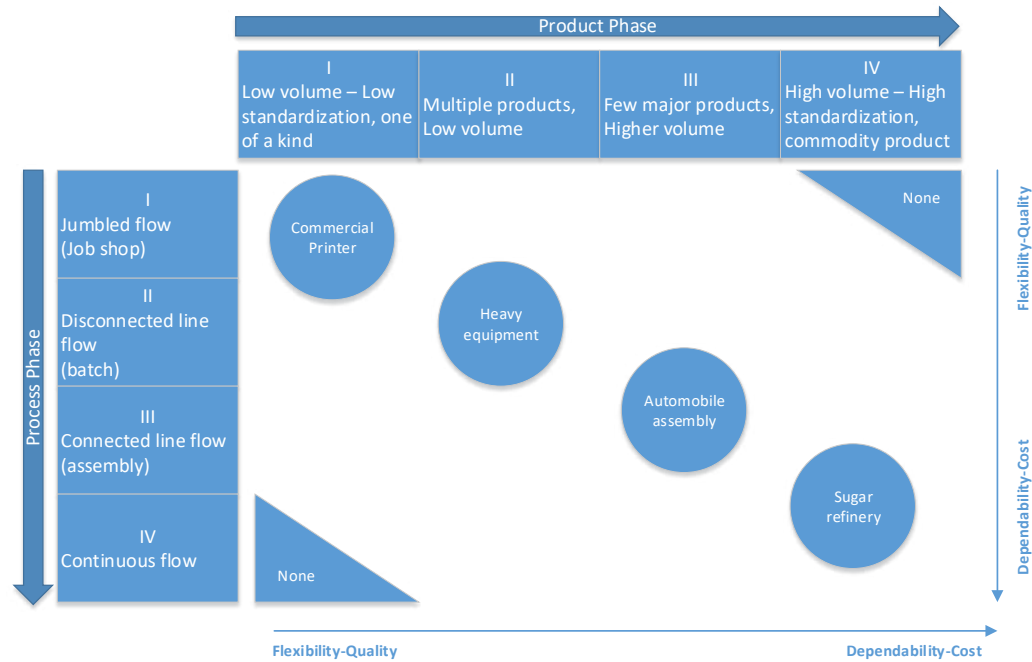 Product Phase
I
Low volume – Low
standardization, one
of a kind
II
Multiple products,
Low volume
III
Few major products,
Higher volume
IV
High volume – High
standardization,
commodity product
Process Phase
I
Jumbled flow
(Job shop)
II
Disconnected line
flow
(batch)
III
Connected line flow
(assembly)
IV
Continuous flow
Commercial
Printer
Heavy
equipment
Automobile
assembly
Sugar
refinery
None
None
Flexibility-Quality
Dependability-Cost
Flexibility-Quality
Dependability-Cost